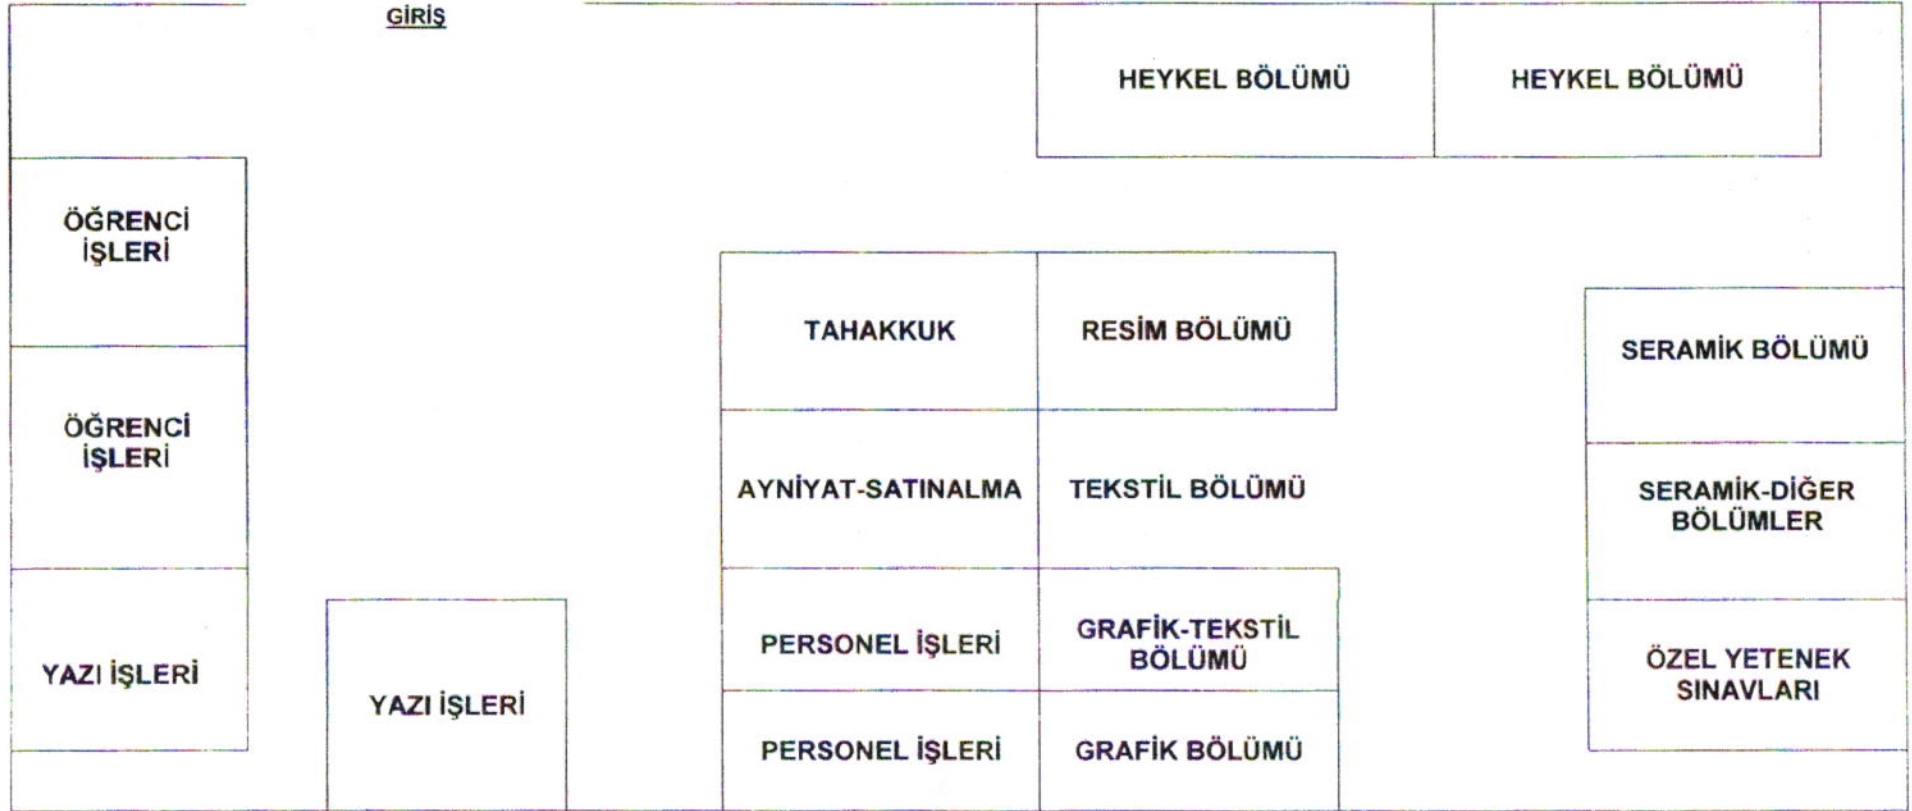 GİRİŞ
HEYKEL BÖLÜMÜ
HEYKEL BÖLÜMÜ
ÖĞRENCİ
İŞLERİ
TAHAKKUK
RESİM BÖLÜMÜ
SERAMİK BÖLÜMÜ
ÖĞRENCİ
İŞLERİ
AYNİYAT-SATINALMA
TEKSTİL BÖLÜMÜ
SERAMİK-DİĞER
BÖLÜMLER
YAZI İŞLERİ
YAZI İŞLERİ
PERSONEL İŞLERİ
GRAFİK-TEKSTİL
BÖLÜMÜ
ÖZEL YETENEK
SINAVLARI
PERSONEL İŞLERİ
GRAFİK BÖLÜMÜ